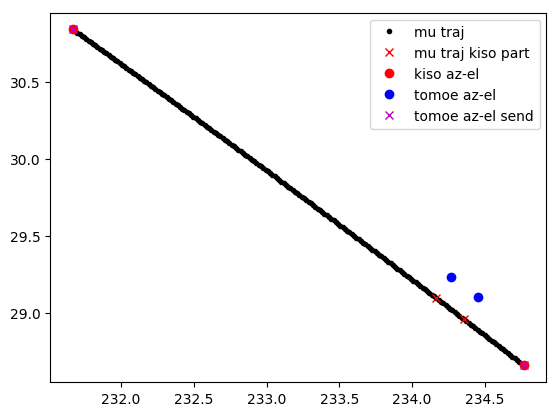 mu traj
mu traj kiso part
kiso az-el
tomoe az-el
tomoe az-el send
30.5
30.0
29.5
29.0
232.0 232.5 233.0 233.5 234.0 234.5